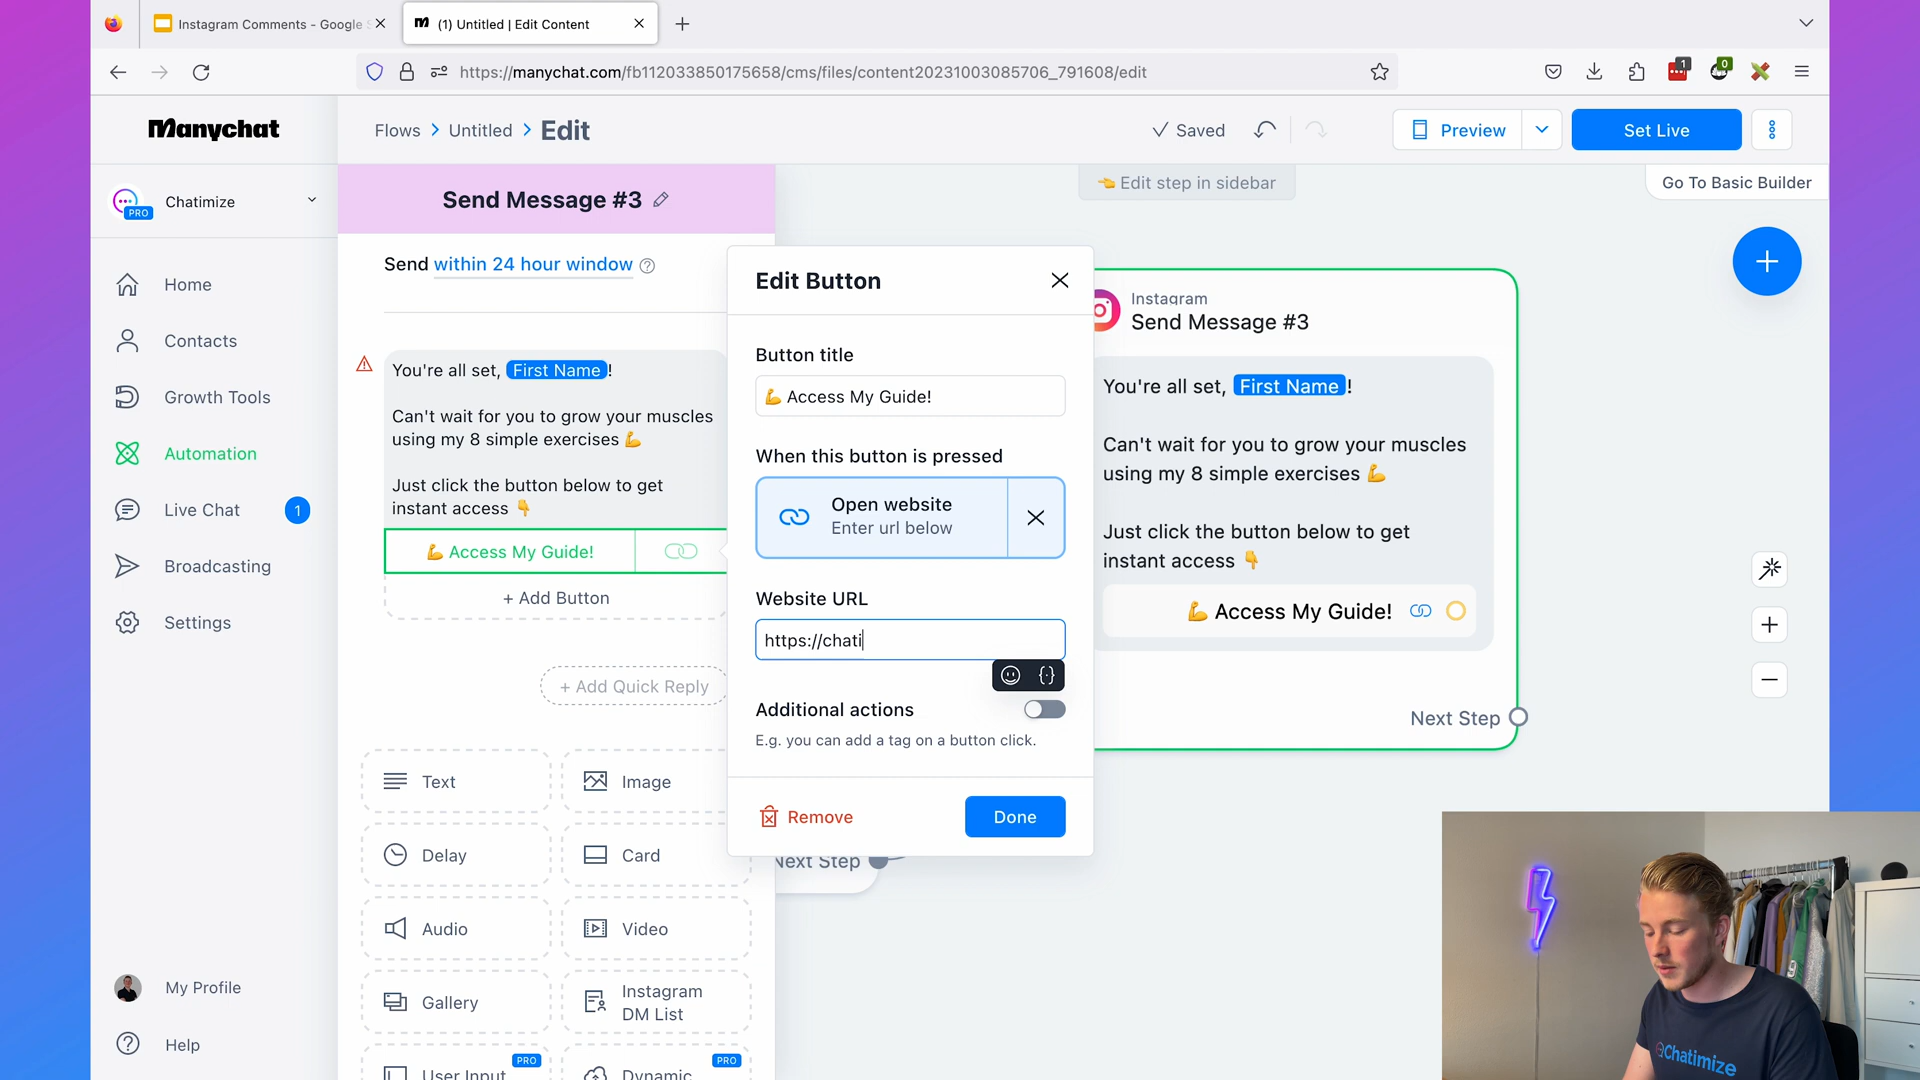 Instagram Comments - Google S
(1) Untitled | Edit Content
https://manychat.com/fb112033850175658/cms/files/content20231003085706_791608/edit
1
0
Manychat
Flows > Untitled > Edit
Saved
Preview
Set Live
PRO
Chatimize
Send Message #3
👈 Edit step in sidebar
Go To Basic Builder
Home
Contacts
Growth Tools
Automation
Live Chat
1
Broadcasting
Settings
My Profile
Help
Send within 24 hour window
You're all set, First Name!
Can't wait for you to grow your muscles
using my 8 simple exercises 💪
Just click the button below to get
instant access 👇
💪 Access My Guide!
+ Add Button
+ Add Quick Reply
Text
Image
Delay
Card
Audio
Video
Gallery
Instagram
DM List
PRO
User Input
PRO
Dynamic
Edit Button
Button title
💪 Access My Guide!
When this button is pressed
Open website
Enter url below
Website URL
https://chati
Additional actions
E.g. you can add a tag on a button click.
Remove
Done
Next Step
Instagram
Send Message #3
You're all set, First Name!
Can't wait for you to grow your muscles
using my 8 simple exercises 💪
Just click the button below to get
instant access 👇
💪 Access My Guide!
Next Step
9
Chatimize